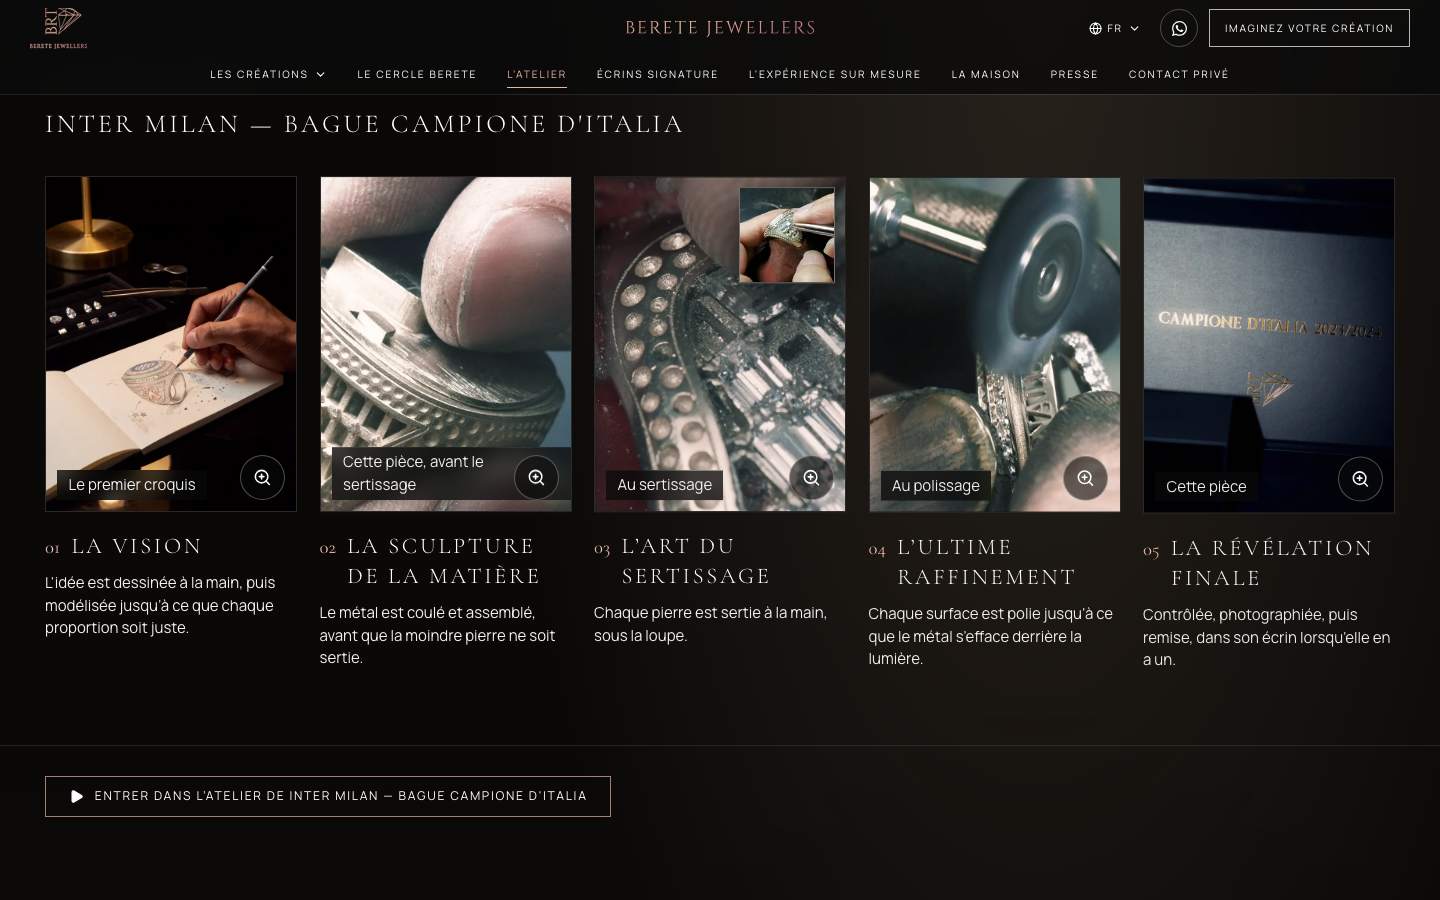 BRT
BERETE JEWELLERS
BERETE JEWELLERS
FR
IMAGINEZ VOTRE CRÉATION
LES CRÉATIONS
LE CERCLE BERETE
L'ATELIER
ÉCRINS SIGNATURE
L'EXPÉRIENCE SUR MESURE
LA MAISON
PRESSE
CONTACT PRIVÉ
INTER MILAN — BAGUE CAMPIONE D'ITALIA
Le premier croquis
Cette pièce, avant le
sertissage
Au sertissage
Au polissage
CAMPIONE D'ITALIA 2023/2024
BRT
Cette pièce
01 LA VISION
L'idée est dessinée à la main, puis
modélisée jusqu'à ce que chaque
proportion soit juste.
02 LA SCULPTURE
DE LA MATIÈRE
Le métal est coulé et assemblé,
avant que la moindre pierre ne soit
sertie.
03 L'ART DU
SERTISSAGE
Chaque pierre est sertie à la main,
sous la loupe.
04 L'ULTIME
RAFFINEMENT
Chaque surface est polie jusqu'à ce
que le métal s'efface derrière la
lumière.
05 LA RÉVÉLATION
FINALE
Contrôlée, photographiée, puis
remise, dans son écrin lorsqu'elle en
a un.
ENTRER DANS L'ATELIER DE INTER MILAN — BAGUE CAMPIONE D'ITALIA